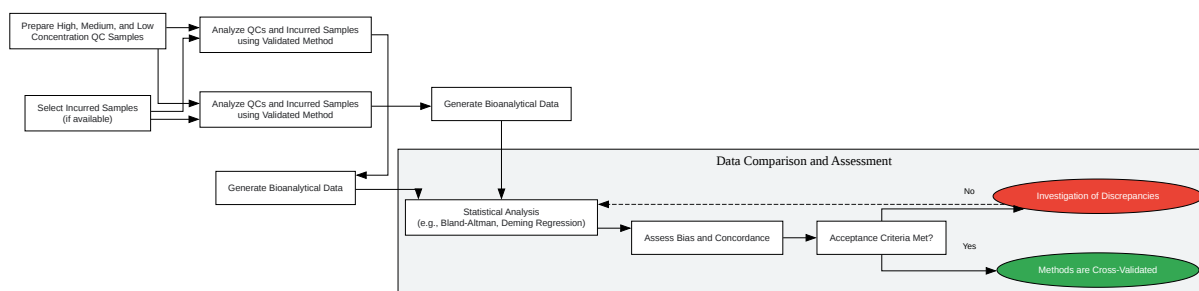 Prepare High, Medium, and Low
Concentration QC Samples
Analyze QCs and Incurred Samples
using Validated Method
Select Incurred Samples
(if available)
Analyze QCs and Incurred Samples
using Validated Method
Generate Bioanalytical Data
Generate Bioanalytical Data
Data Comparison and Assessment
Statistical Analysis
(e.g., Bland-Altman, Deming Regression)
Assess Bias and Concordance
Acceptance Criteria Met?
No
Investigation of Discrepancies
Yes
Methods are Cross-Validated